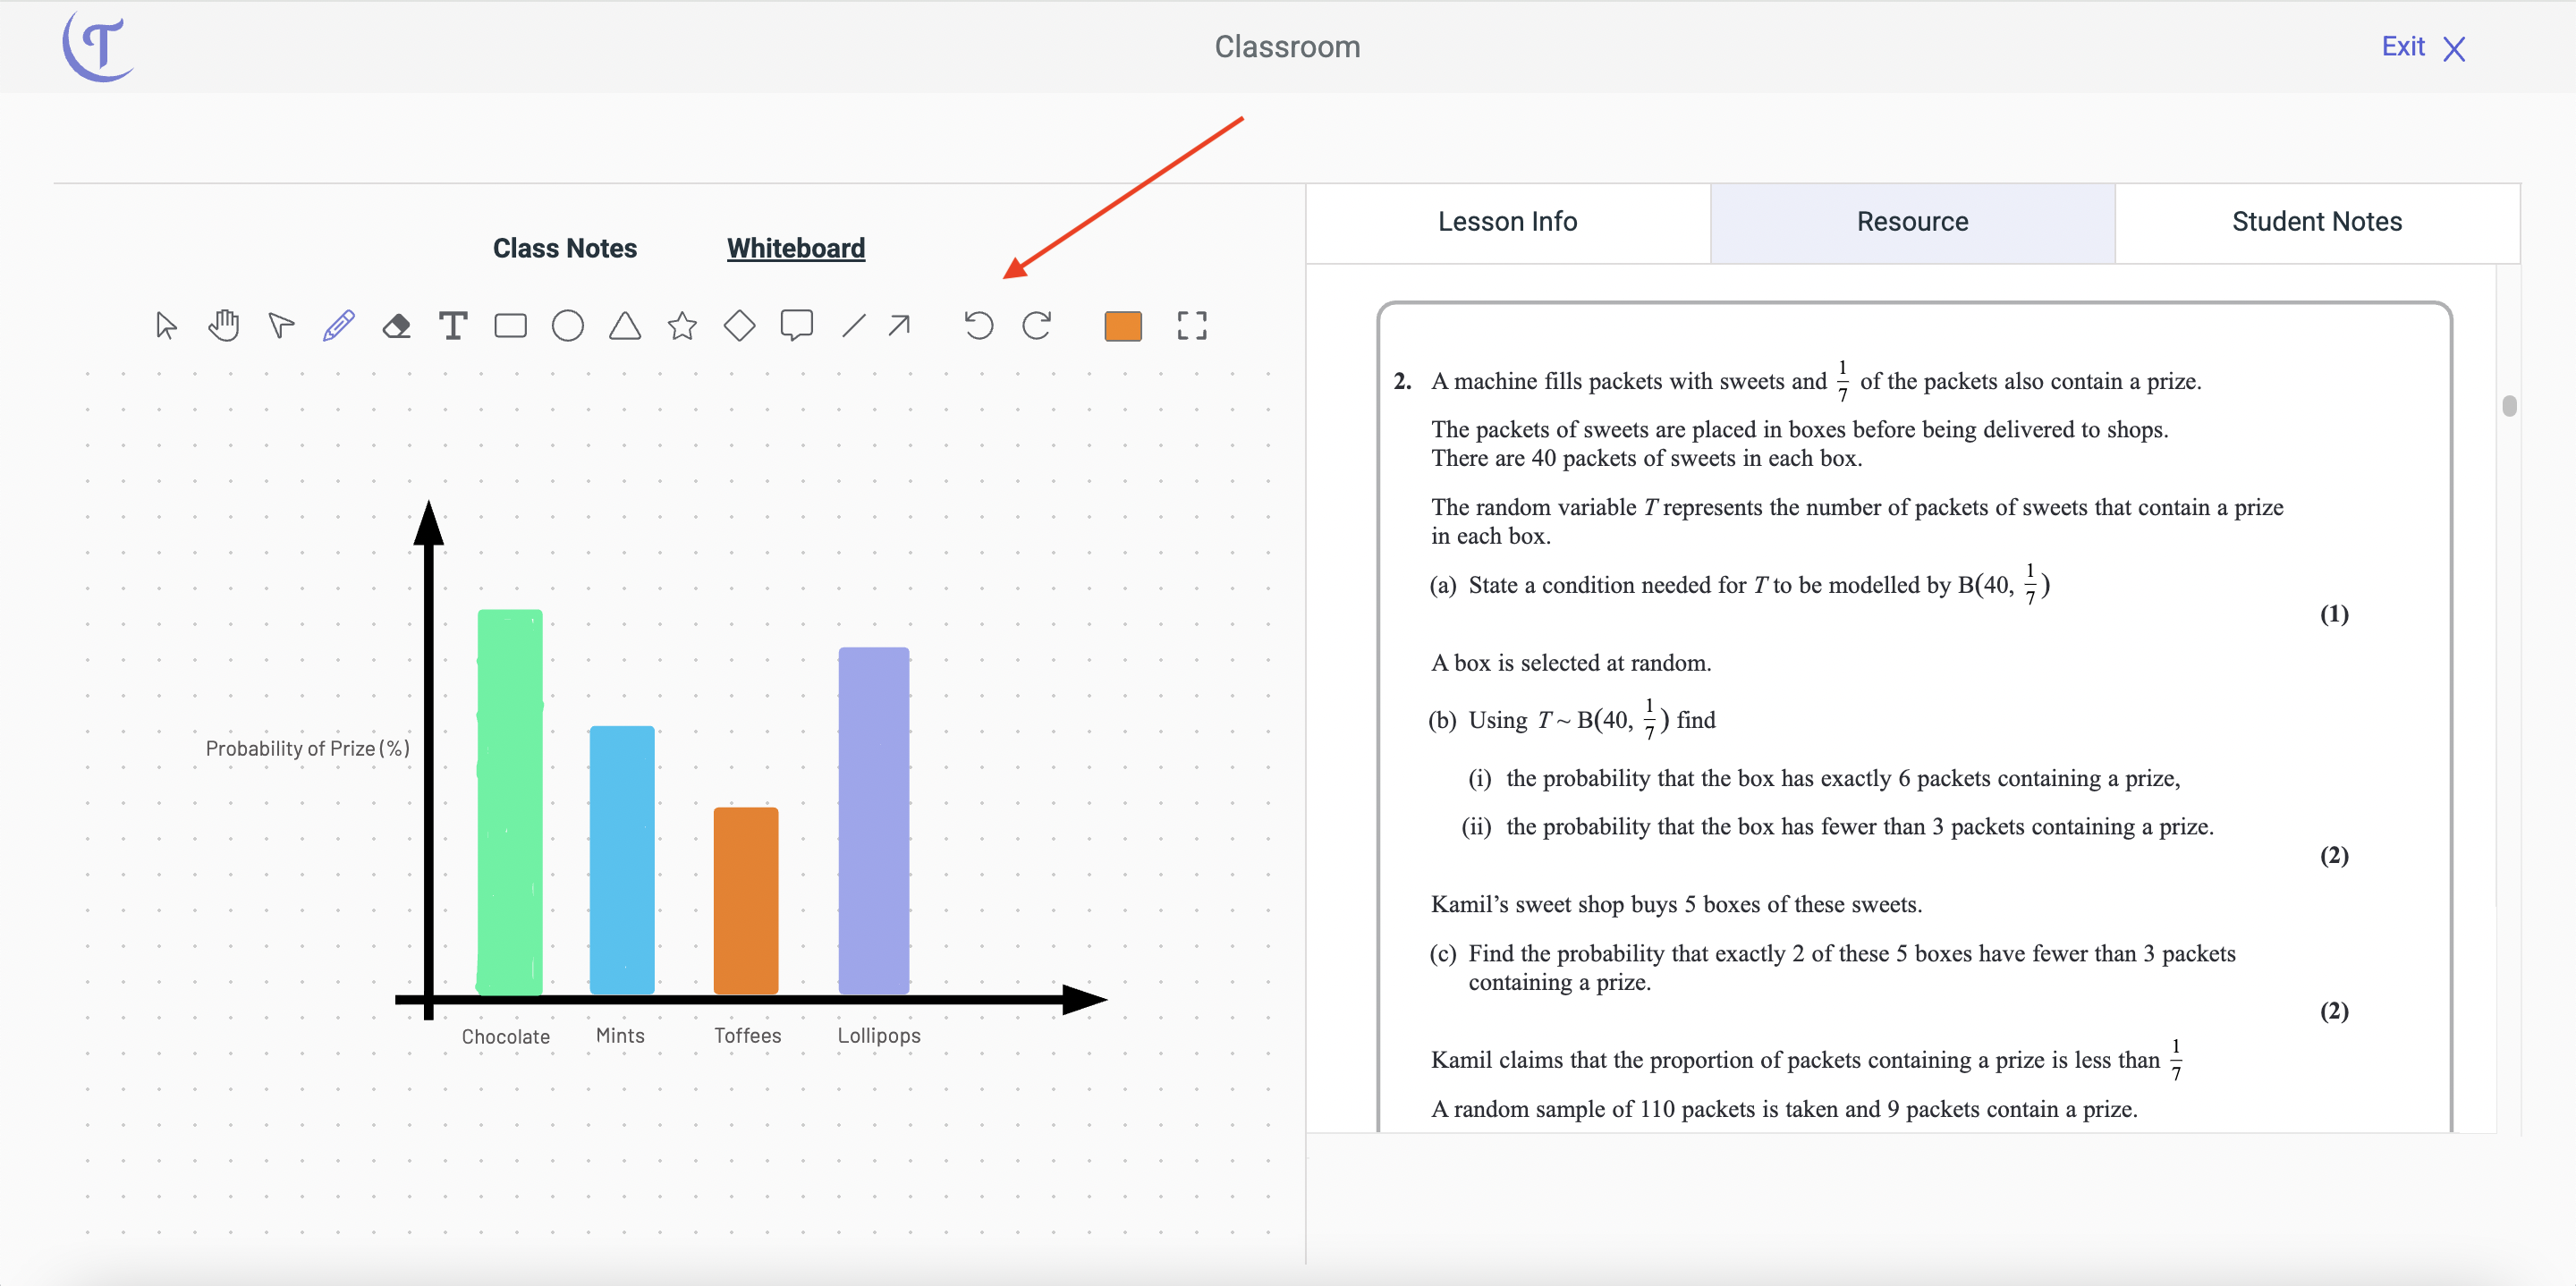 Classroom
Exit
Class Notes
Whiteboard
Probability of Prize (%)
Chocolate
Mints
Toffees
Lollipops
Lesson Info
Resource
Student Notes
2. A machine fills packets with sweets and 1/7 of the packets also contain a prize.
The packets of sweets are placed in boxes before being delivered to shops.
There are 40 packets of sweets in each box.
The random variable T represents the number of packets of sweets that contain a prize
in each box.
(a) State a condition needed for T to be modelled by B(40, 1/7)
(1)
A box is selected at random.
(b) Using T ~ B(40, 1/7) find
(i) the probability that the box has exactly 6 packets containing a prize,
(ii) the probability that the box has fewer than 3 packets containing a prize.
(2)
Kamil’s sweet shop buys 5 boxes of these sweets.
(c) Find the probability that exactly 2 of these 5 boxes have fewer than 3 packets
containing a prize.
(2)
Kamil claims that the proportion of packets containing a prize is less than 1/7
A random sample of 110 packets is taken and 9 packets contain a prize.